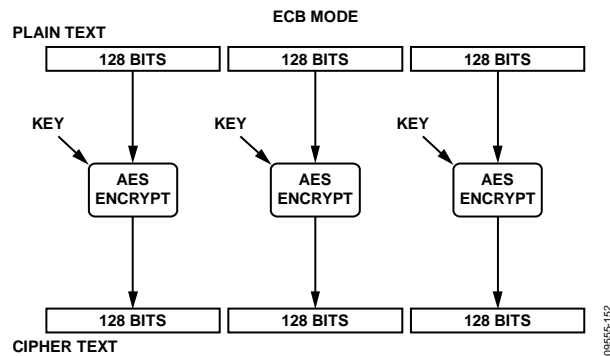 ECB MODE
PLAIN TEXT
128 BITS 128 BITS 128 BITS
KEY KEY KEY
AES ENCRYPT
AES ENCRYPT
AES ENCRYPT
128 BITS 128 BITS 128 BITS
CIPHER TEXT
09555-152